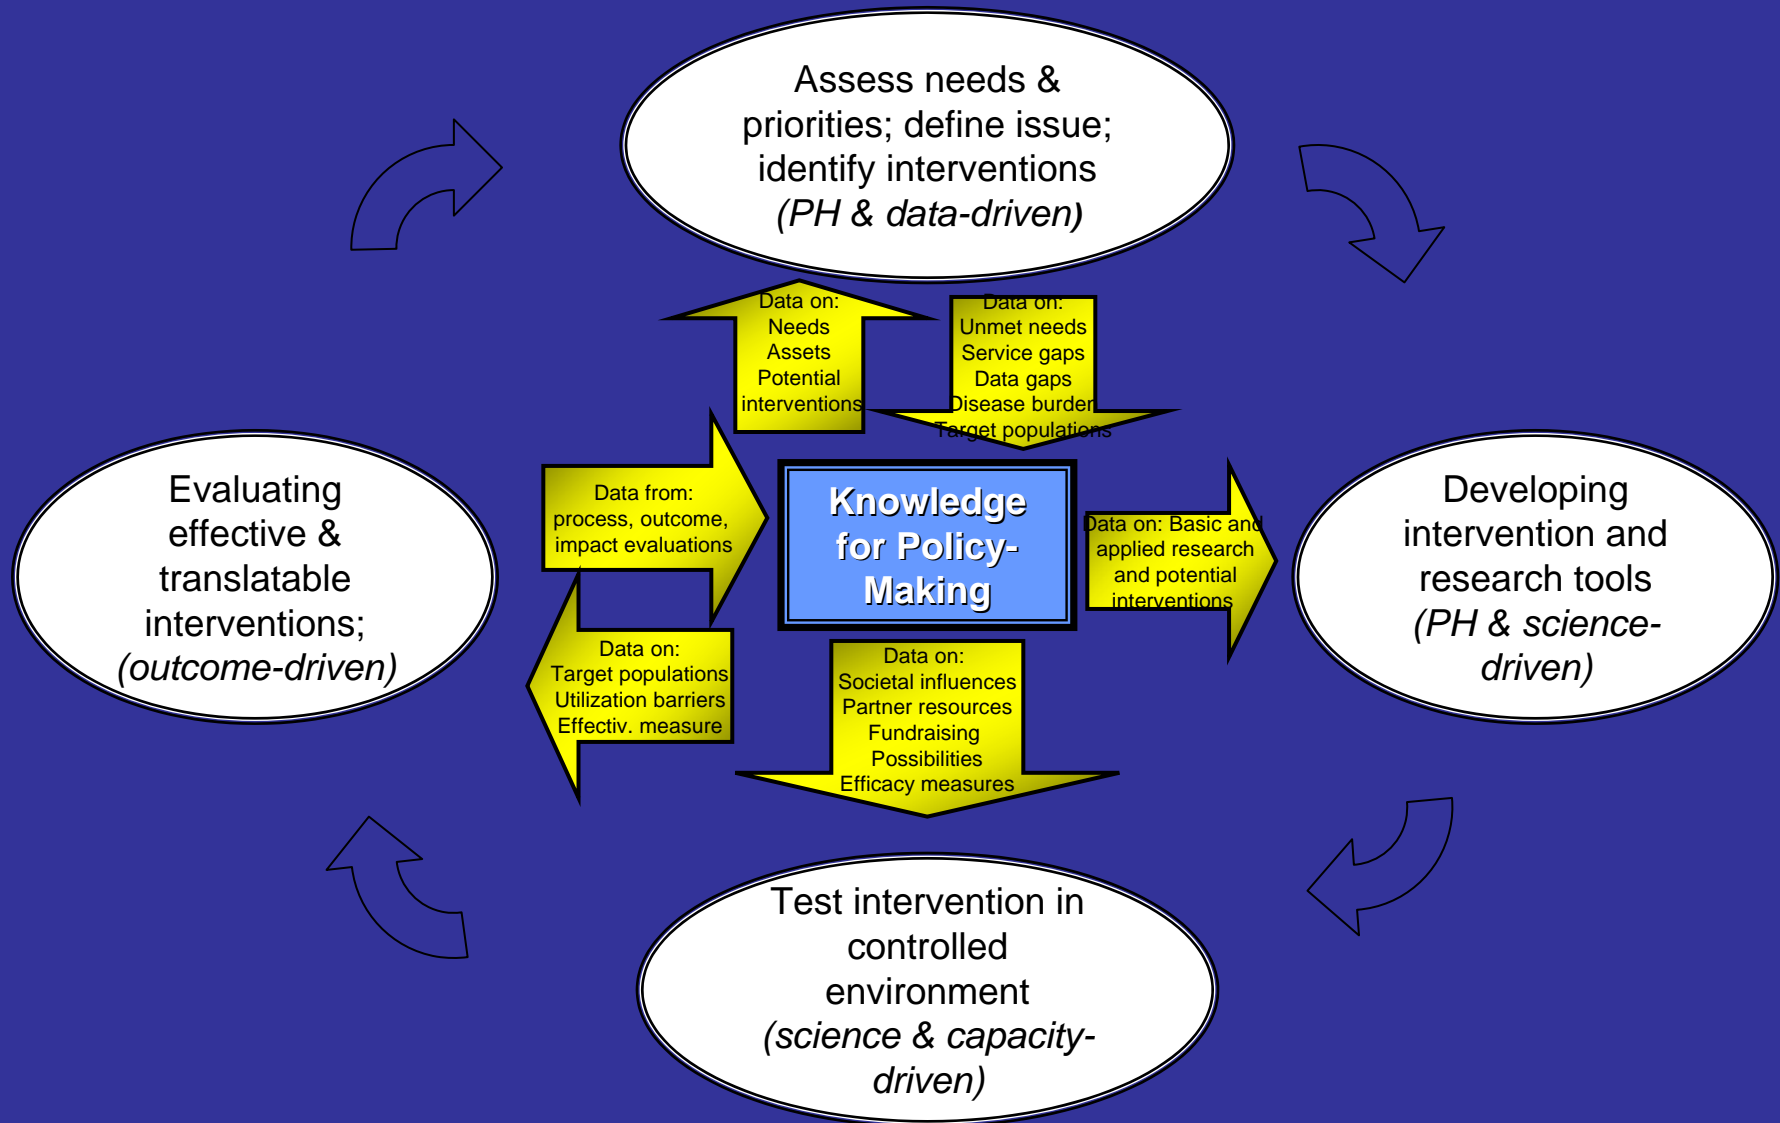 Assess needs &
priorities; define issue;
identify interventions
(PH & data-driven)
Data on:
Needs
Assets
Potential
interventions
Data on:
Unmet needs
Service gaps
Data gaps
Disease burden
Target populations
Evaluating
effective &
translatable
interventions;
(outcome-driven)
Data from:
process, outcome,
impact evaluations
Knowledge
for Policy-
Making
Data on: Basic and
applied research
and potential
interventions
Developing
intervention and
research tools
(PH & science-
driven)
Data on:
Target populations
Utilization barriers
Effectiv. measure
Data on:
Societal influences
Partner resources
Fundraising
Possibilities
Efficacy measures
Test intervention in
controlled
environment
(science & capacity-
driven)